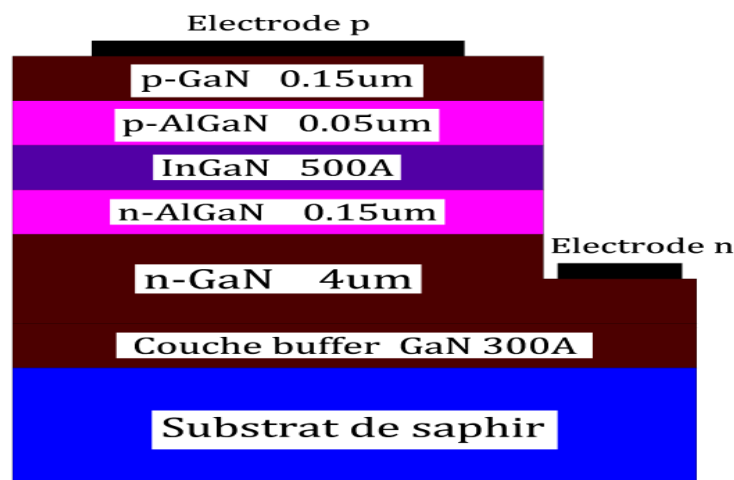 Electrode p
p-GaN 0.15um
p-AlGaN 0.05um
InGaN 500A
n-AlGaN 0.15um
Electrode n
n-GaN 4um
Couche buffer GaN 300A
Substrat de saphir